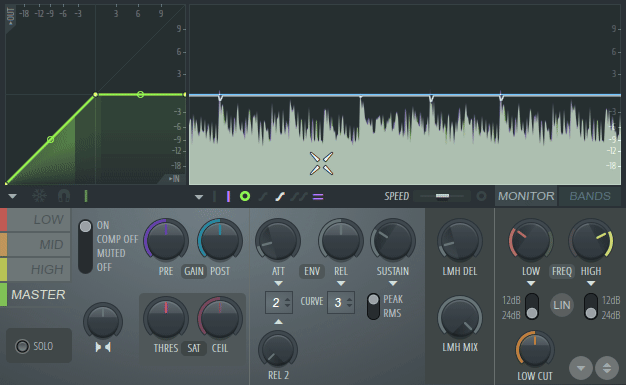 OUT
-18 -12 -9 -6 -3 3 6 9
9
6
3
-3
-6
-9
-12
-18
IN
9
6
3
-3
-6
-9
-12
-18
SPEED
MONITOR
BANDS
LOW
MID
HIGH
MASTER
SOLO
ON
COMP OFF
MUTED
OFF
PRE GAIN POST
THRES SAT CEIL
ATT ENV REL SUSTAIN
2 CURVE 3
PEAK
RMS
REL 2
LMH DEL
LMH MIX
LOW FREQ HIGH
12dB
24dB
LIN
12dB
24dB
LOW CUT